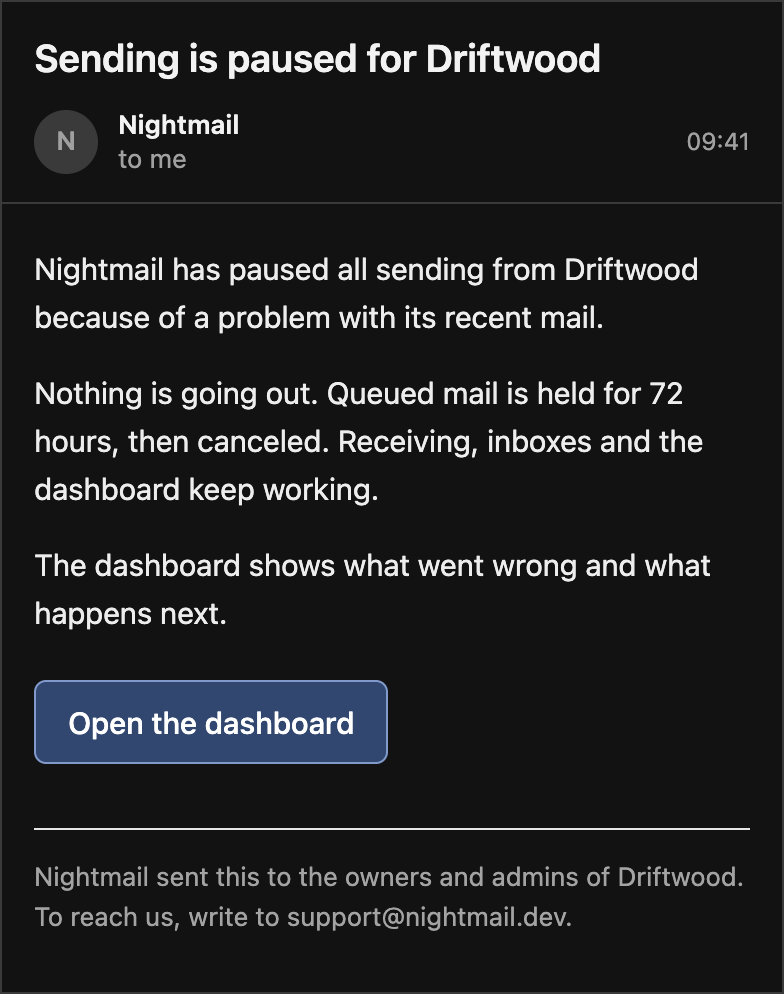 Sending is paused for Driftwood
N
Nightmail
to me
09:41
Nightmail has paused all sending from Driftwood
because of a problem with its recent mail.
Nothing is going out. Queued mail is held for 72
hours, then canceled. Receiving, inboxes and the
dashboard keep working.
The dashboard shows what went wrong and what
happens next.
Open the dashboard
Nightmail sent this to the owners and admins of Driftwood.
To reach us, write to support@nightmail.dev.